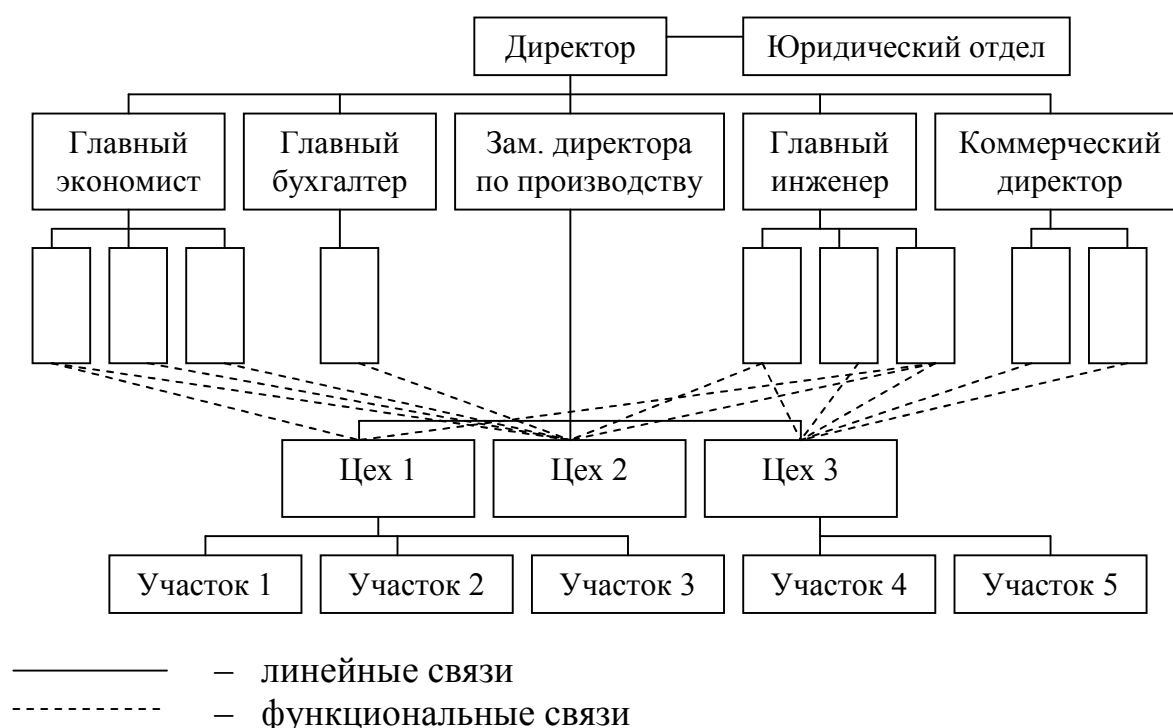 Директор
Юридический отдел
Главный
экономист
Главный
бухгалтер
Зам. директора
по производству
Главный
инженер
Коммерческий
директор
Цех 1
Цех 2
Цех 3
Участок 1
Участок 2
Участок 3
Участок 4
Участок 5
– линейные связи
– функциональные связи